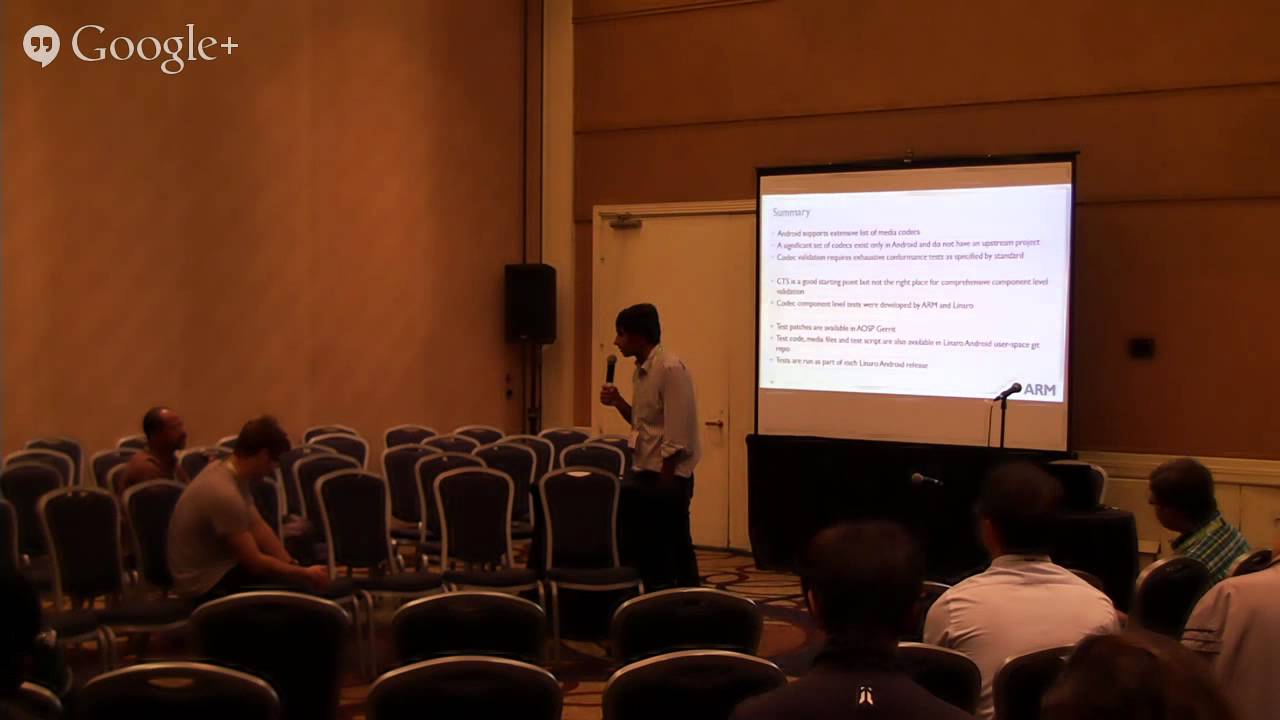 Google+
Summary
Android supports extensive list of media codecs
A significant set of codecs exist only in Android and do not have an upstream project
Codec validation requires exhaustive conformance tests as specified by standard
CTS is a good starting point but not the right place for comprehensive component level
validation
Codec component level tests were developed by ARM and Linaro
Test patches are available in AOSP Gerrit
Test code, media files and test script are also available in Linaro Android user-space git
repo
Tests are run as part of each Linaro Android release
ARM